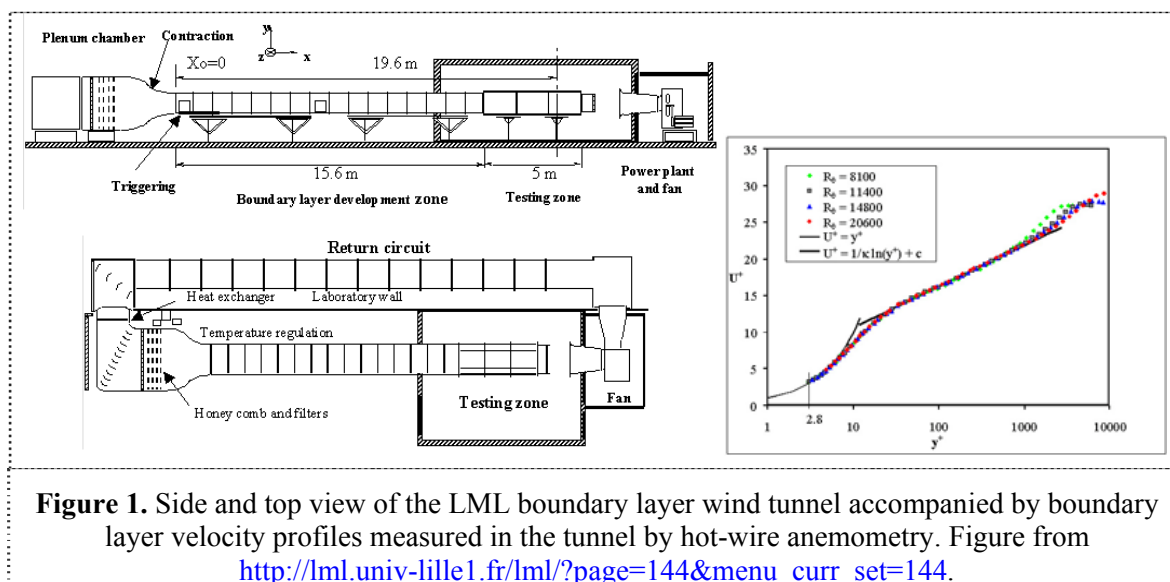 Plenum chamber
Contraction
y
z
x
Xo=0
19.6 m
15.6 m
5 m
Triggering
Boundary layer development zone
Testing zone
Power plant
and fan
Return circuit
Heat exchanger
Laboratory wall
Temperature regulation
Testing zone
Fan
Honey comb and filters
35
30
25
20
15
10
5
0
U+
Rθ = 8100
Rθ = 11400
Rθ = 14800
Rθ = 20600
U+ = y+
U+ = 1/κ ln(y+) + c
2.8
1
10
100
1000
10000
y+
Figure 1. Side and top view of the LML boundary layer wind tunnel accompanied by boundary
layer velocity profiles measured in the tunnel by hot-wire anemometry. Figure from
http://lml.univ-lille1.fr/lml/?page=144&menu_curr_set=144.